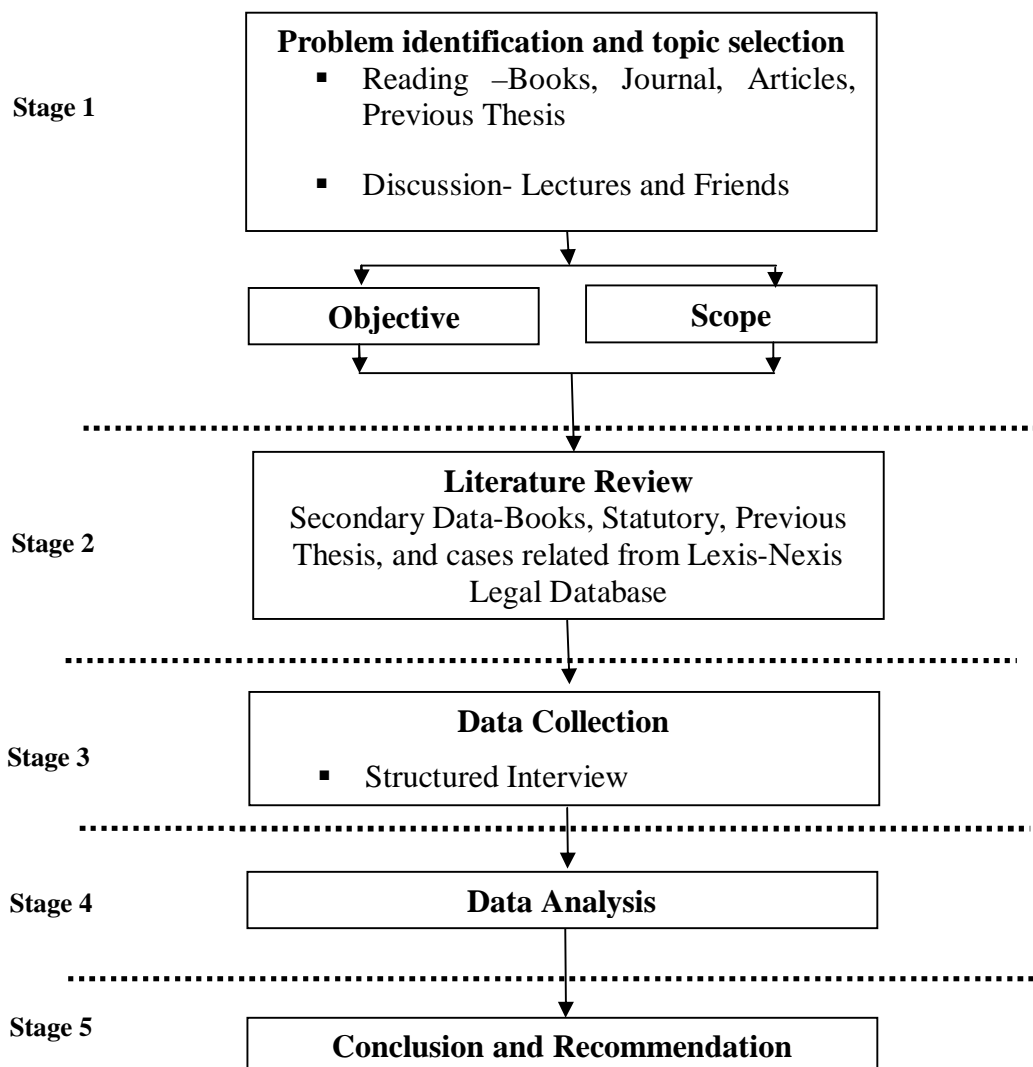 Problem identification and topic selection
▪ Reading –Books, Journal, Articles,
Previous Thesis
Stage 1
▪ Discussion- Lectures and Friends
Objective
Scope
Literature Review
Secondary Data-Books, Statutory, Previous
Stage 2
Thesis, and cases related from Lexis-Nexis
Legal Database
Data Collection
Stage 3
▪ Structured Interview
Stage 4
Data Analysis
Stage 5
Conclusion and Recommendation